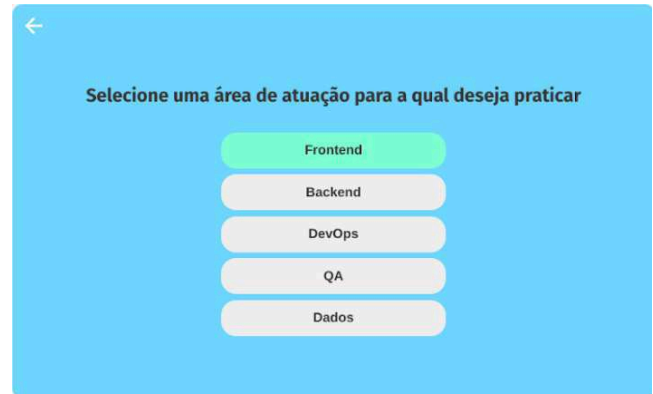 Selecione uma área de atuação para a qual deseja praticar
Frontend
Backend
DevOps
QA
Dados